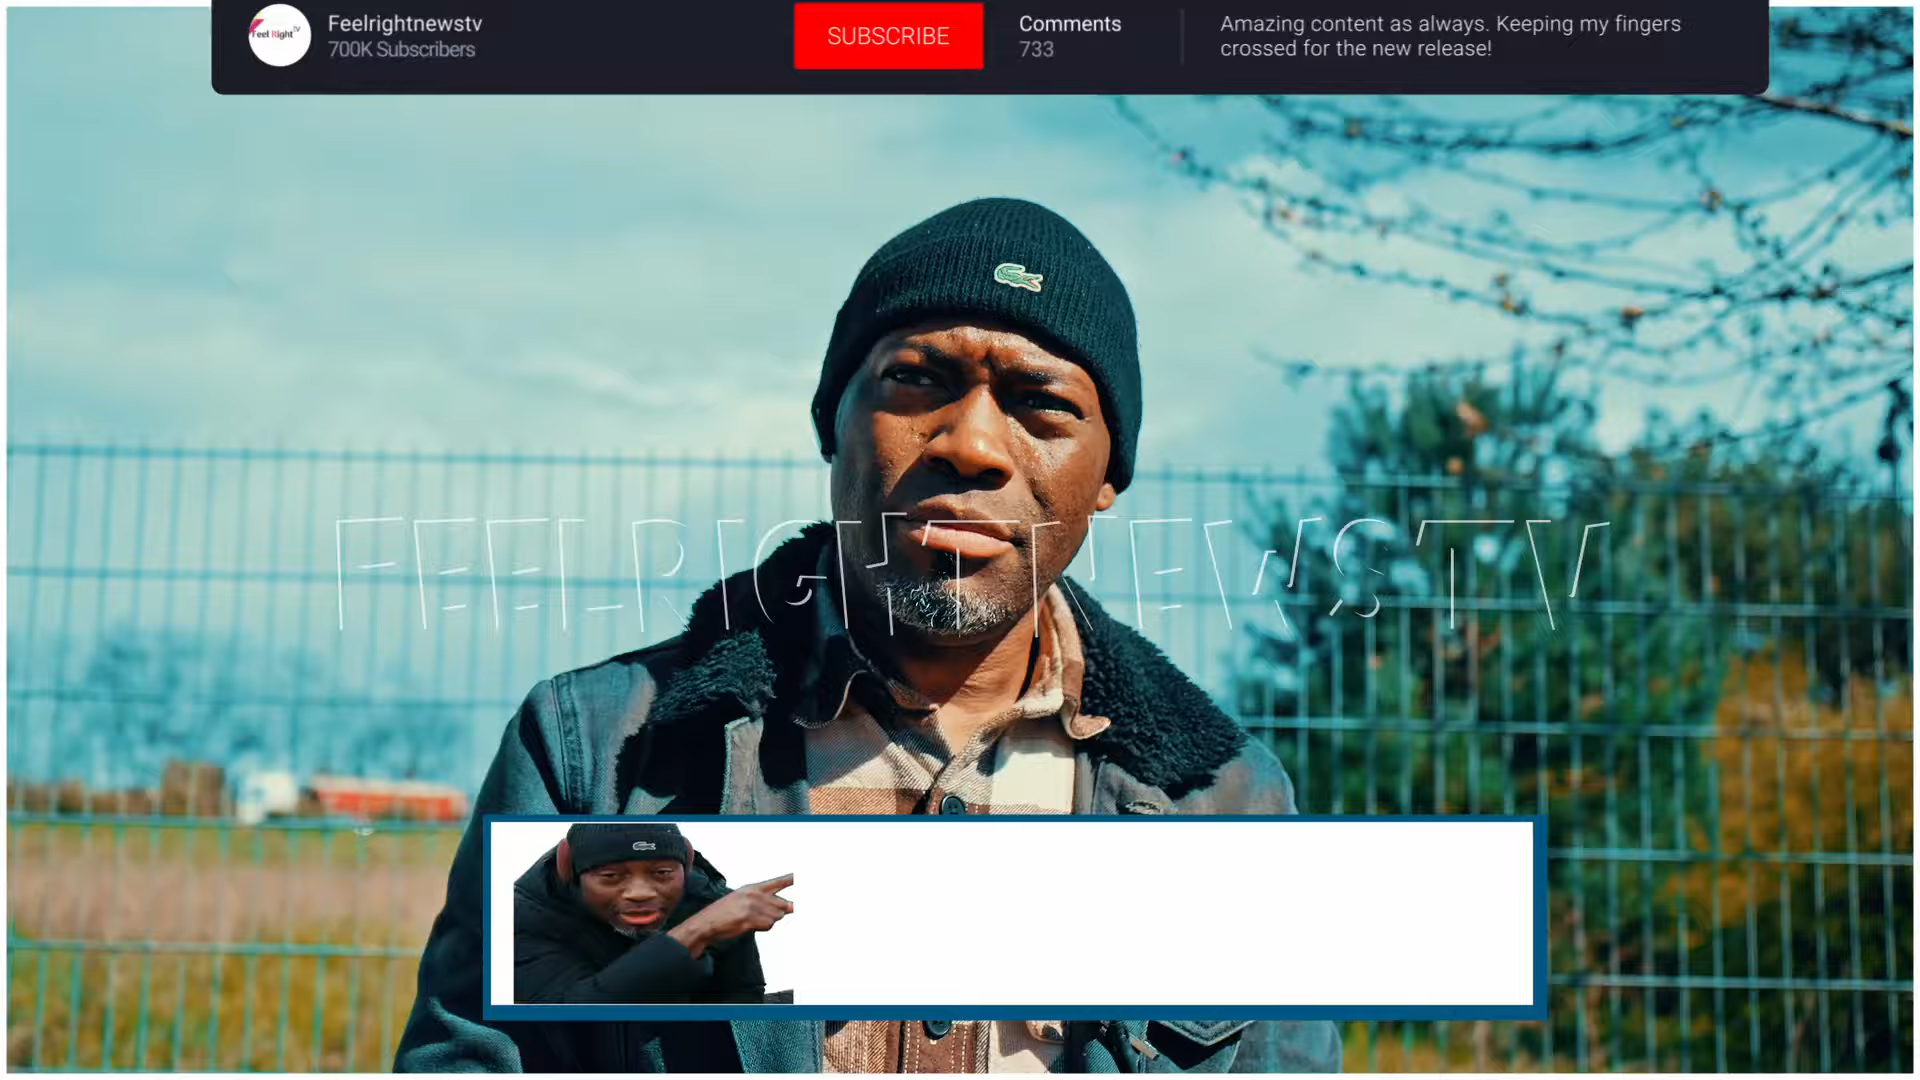 Feelrightnewstv
700K Subscribers
Feel Right TV
SUBSCRIBE
Comments
733
Amazing content as always. Keeping my fingers
crossed for the new release!
FEELRIGHTNEWSTV